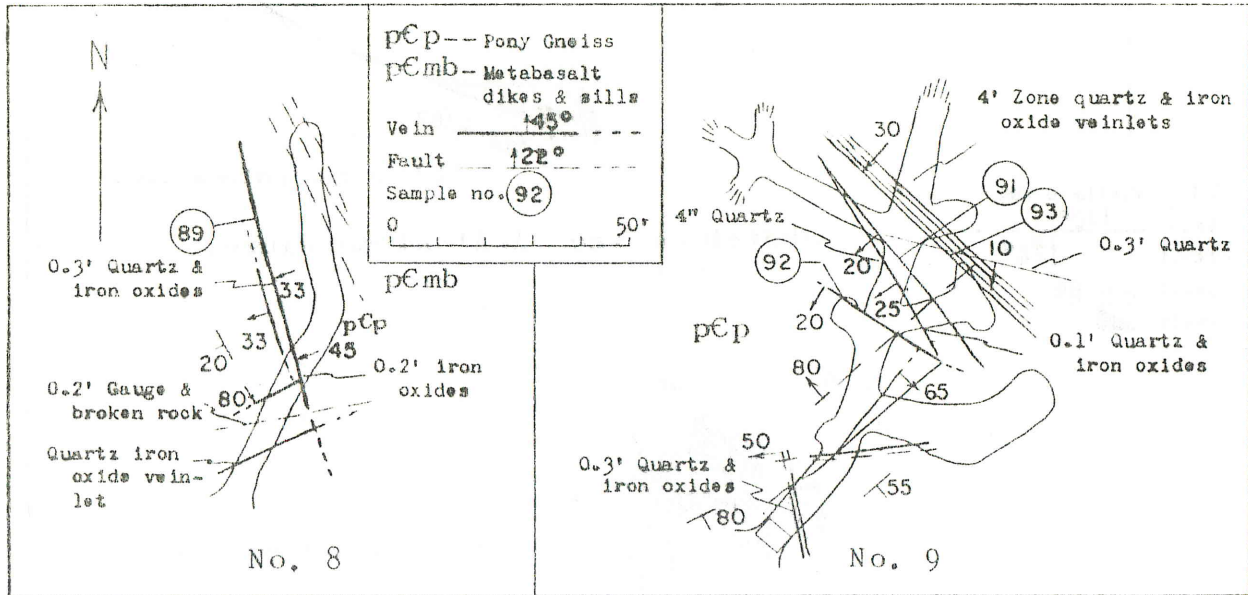 N
89
0.3' Quartz &
iron oxides
33
33
20
pЄp
45
0.2' iron
oxides
0.2' Gauge &
broken rock
80
Quartz iron
oxide vein-
let
No. 8
pЄp-- Pony Gneiss
pЄmb- Metabasalt
dikes & sills
Vein 45°
Fault 22°
Sample no. 92
0 50'
pЄmb
4' Zone quartz & iron
oxide veinlets
30
91
93
4" Quartz
20
10
0.3' Quartz
92
25
20
pЄp
0.1' Quartz &
iron oxides
80
65
50
0.3' Quartz &
iron oxides
55
80
No. 9